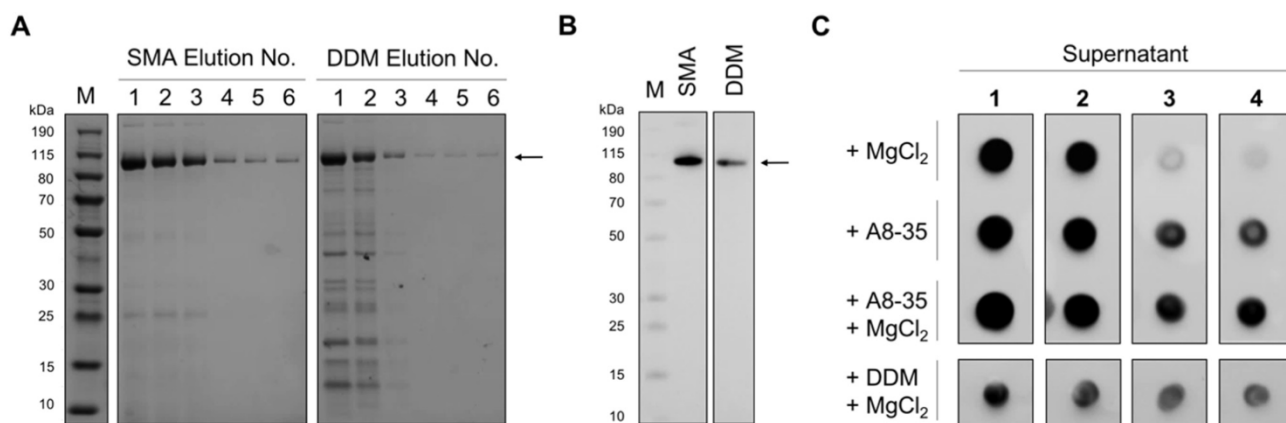 A
SMA Elution No.
DDM Elution No.
M
1 2 3 4 5 6
1 2 3 4 5 6
kDa
190
115
80
70
50
30
25
15
10
B
M
SMA
DDM
kDa
190
115
80
70
50
30
25
15
10
C
Supernatant
1 2 3 4
+ MgCl₂
+ A8-35
+ A8-35
+ MgCl₂
+ DDM
+ MgCl₂